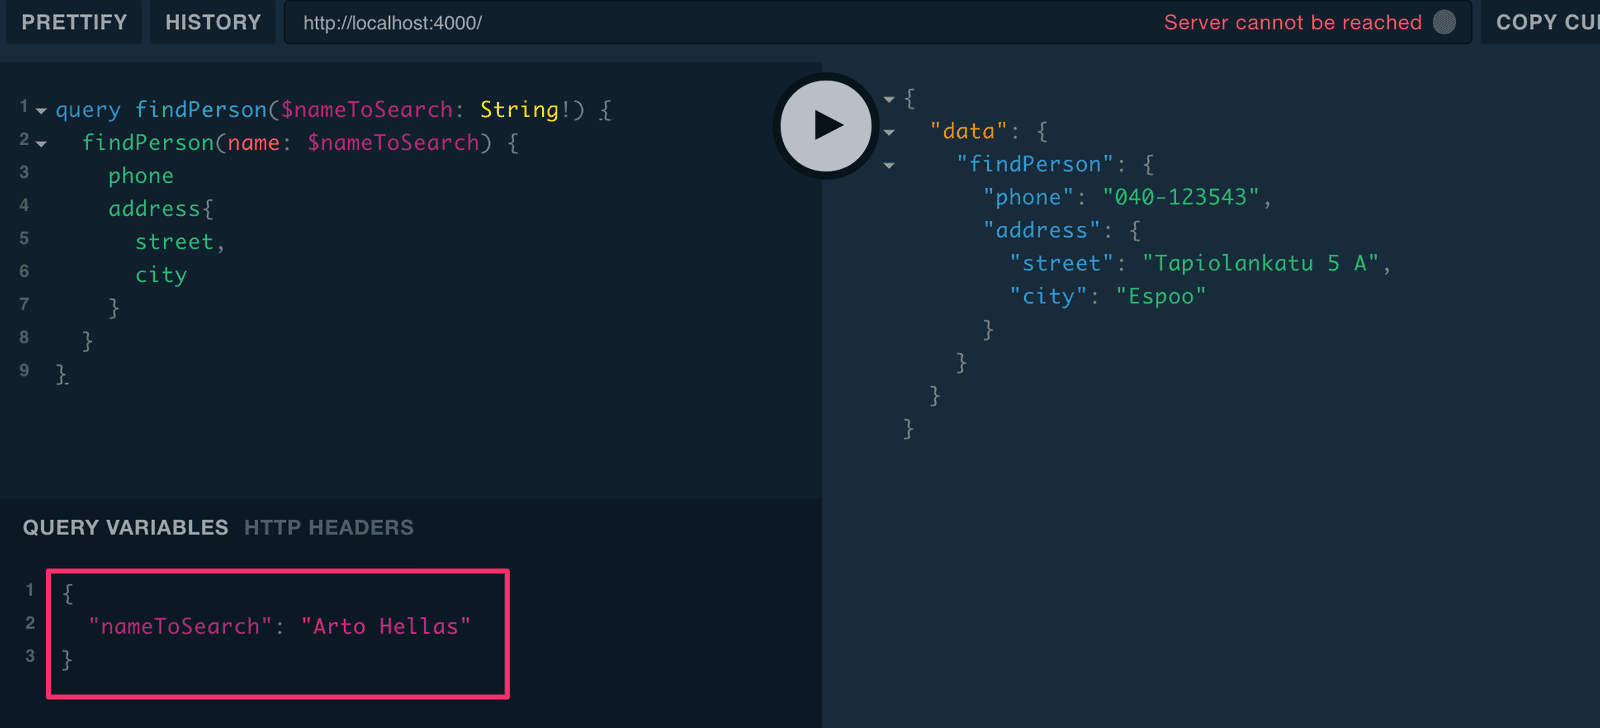 PRETTIFY HISTORY http://localhost:4000/ Server cannot be reached COPY CU
1 query findPerson($nameToSearch: String!) {
2 findPerson(name: $nameToSearch) {
3 phone
4 address{
5 street,
6 city
7 }
8 }
9 }
{
"data": {
"findPerson": {
"phone": "040-123543",
"address": {
"street": "Tapiolankatu 5 A",
"city": "Espoo"
}
}
}
}
QUERY VARIABLES HTTP HEADERS
1 {
2 "nameToSearch": "Arto Hellas"
3 }